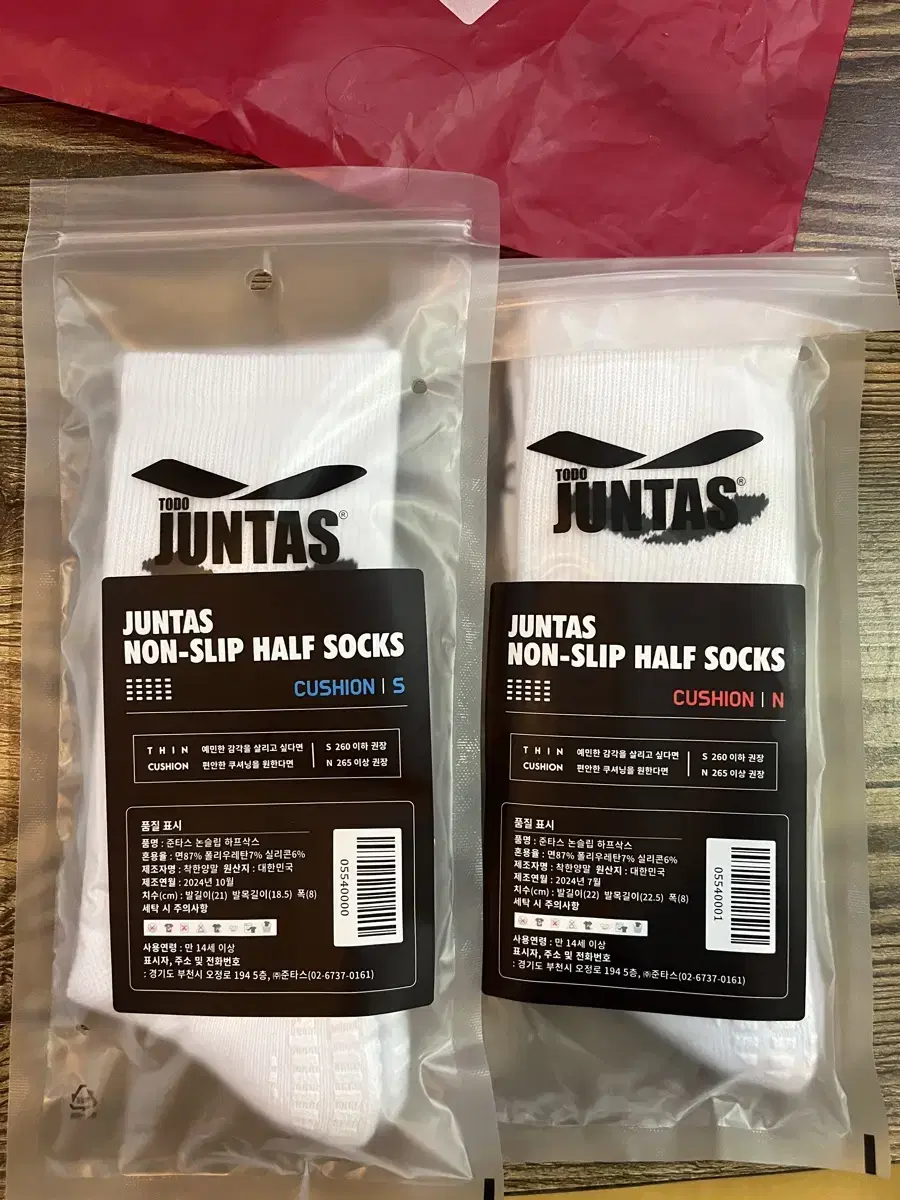 TODO
JUNTAS®
JUNTAS
NON-SLIP HALF SOCKS
CUSHION | S
THIN 예민한 감각을 살리고 싶다면 S 260 이하 권장
CUSHION 편안한 쿠셔닝을 원한다면 N 265 이상 권장
품질 표시
품명 : 준타스 논슬립 하프삭스
혼용율 : 면87% 폴리우레탄7% 실리콘6%
제조자명 : 착한양말 원산지 : 대한민국
제조연월 : 2024년 10월
치수(cm) : 발길이(21) 발목길이(18.5) 폭(8)
세탁 시 주의사항
사용연령 : 만 14세 이상
표시자, 주소 및 전화번호
: 경기도 부천시 오정로 194 5층, ㈜준타스(02-6737-0161)
05540000
TODO
JUNTAS®
JUNTAS
NON-SLIP HALF SOCKS
CUSHION | N
THIN 예민한 감각을 살리고 싶다면 S 260 이하 권장
CUSHION 편안한 쿠셔닝을 원한다면 N 265 이상 권장
품질 표시
품명 : 준타스 논슬립 하프삭스
혼용율 : 면87% 폴리우레탄7% 실리콘6%
제조자명 : 착한양말 원산지 : 대한민국
제조연월 : 2024년 7월
치수(cm) : 발길이(22) 발목길이(22.5) 폭(8)
세탁 시 주의사항
사용연령 : 만 14세 이상
표시자, 주소 및 전화번호
: 경기도 부천시 오정로 194 5층, ㈜준타스(02-6737-0161)
05540001